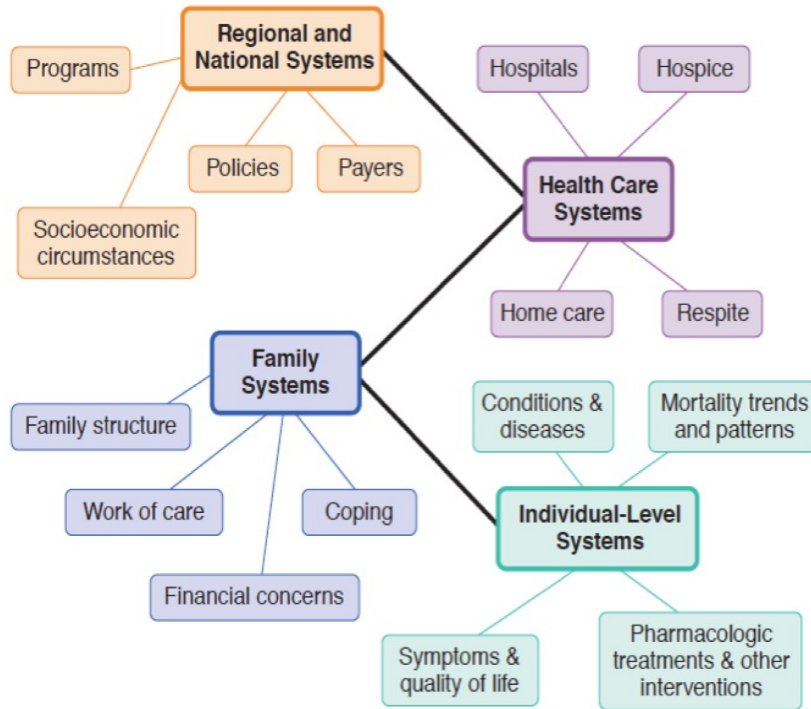 Regional and
National Systems
Programs
Policies
Payers
Socioeconomic
circumstances
Hospitals
Hospice
Health Care
Systems
Home care
Respite
Family
Systems
Family structure
Work of care
Coping
Financial concerns
Conditions &
diseases
Mortality trends
and patterns
Individual-Level
Systems
Symptoms &
quality of life
Pharmacologic
treatments & other
interventions